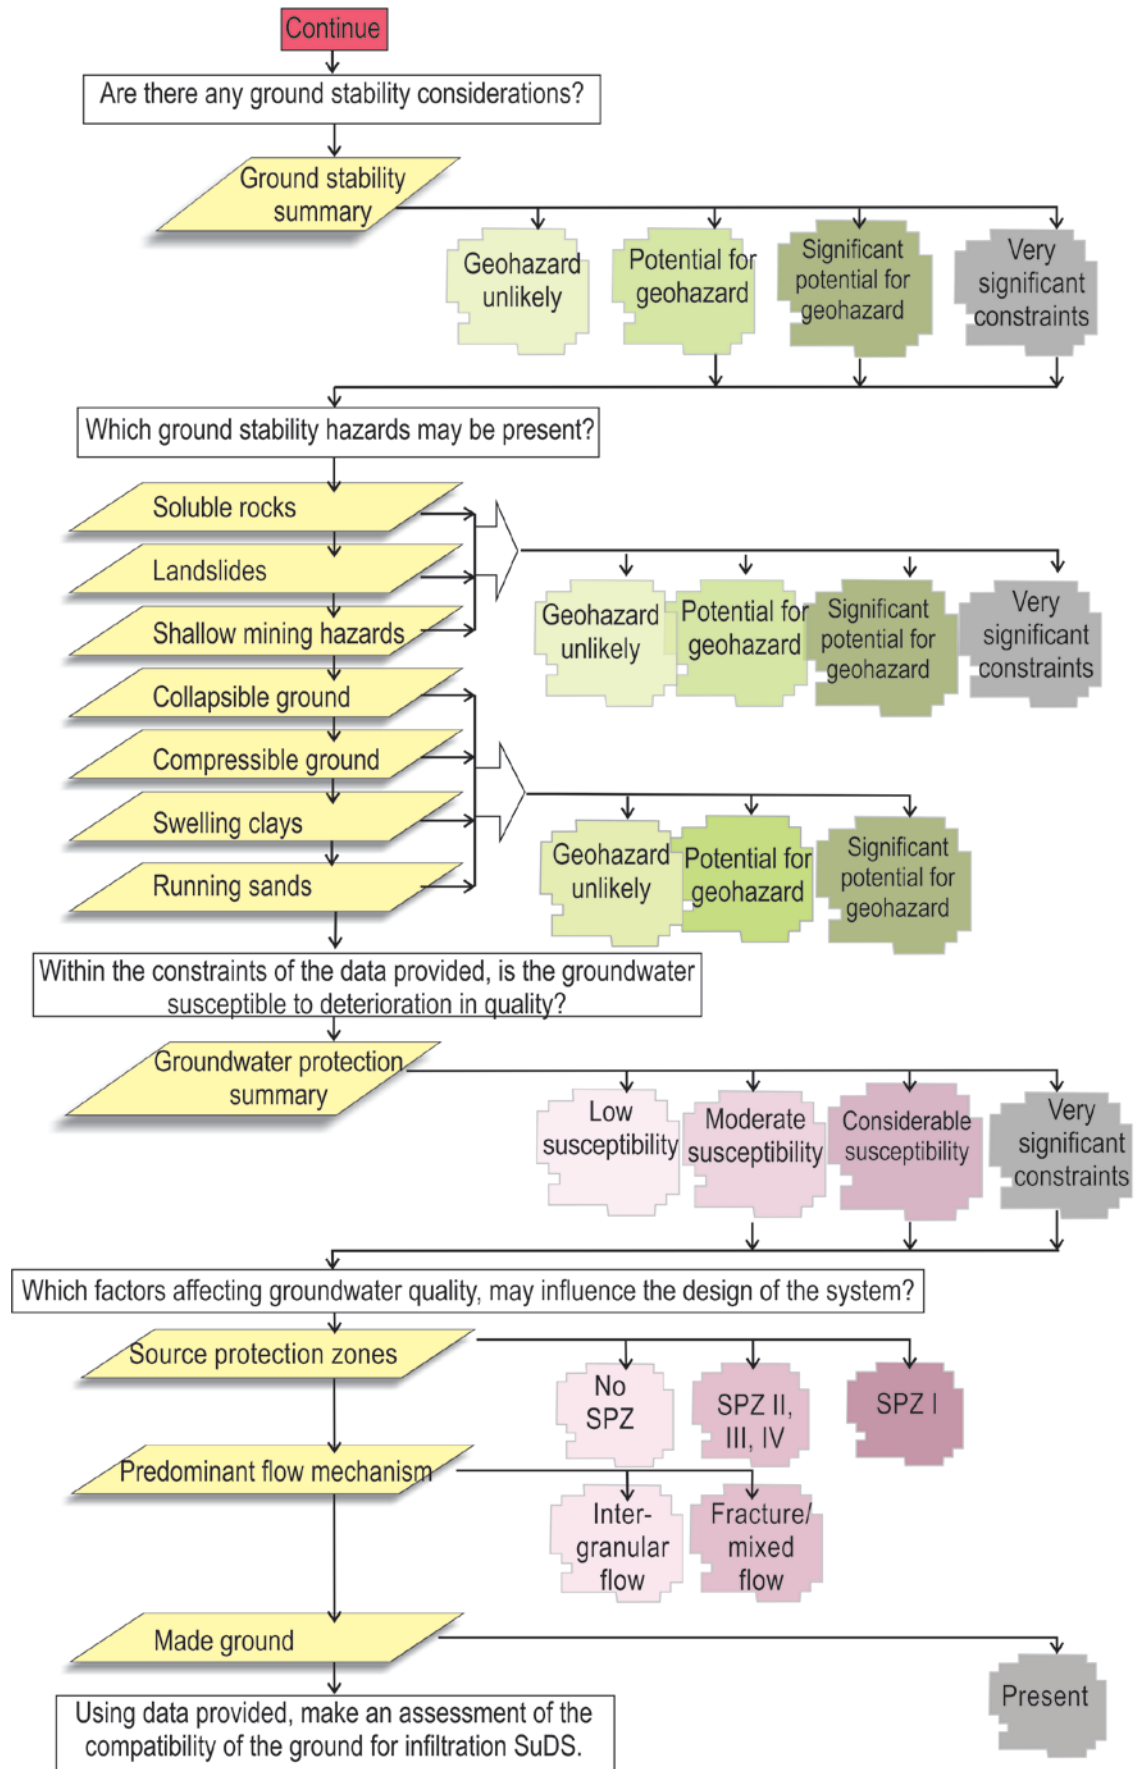 Continue
Are there any ground stability considerations?
Ground stability
summary
Geohazard
unlikely
Potential for
geohazard
Significant
potential for
geohazard
Very
significant
constraints
Which ground stability hazards may be present?
Soluble rocks
Landslides
Shallow mining hazards
Geohazard
unlikely
Potential for
geohazard
Significant
potential for
geohazard
Very
significant
constraints
Collapsible ground
Compressible ground
Swelling clays
Running sands
Geohazard
unlikely
Potential for
geohazard
Significant
potential for
geohazard
Within the constraints of the data provided, is the groundwater
susceptible to deterioration in quality?
Groundwater protection
summary
Low
susceptibility
Moderate
susceptibility
Considerable
susceptibility
Very
significant
constraints
Which factors affecting groundwater quality, may influence the design of the system?
Source protection zones
No
SPZ
SPZ II,
III, IV
SPZ I
Predominant flow mechanism
Inter-
granular
flow
Fracture/
mixed
flow
Made ground
Present
Using data provided, make an assessment of the
compatibility of the ground for infiltration SuDS.